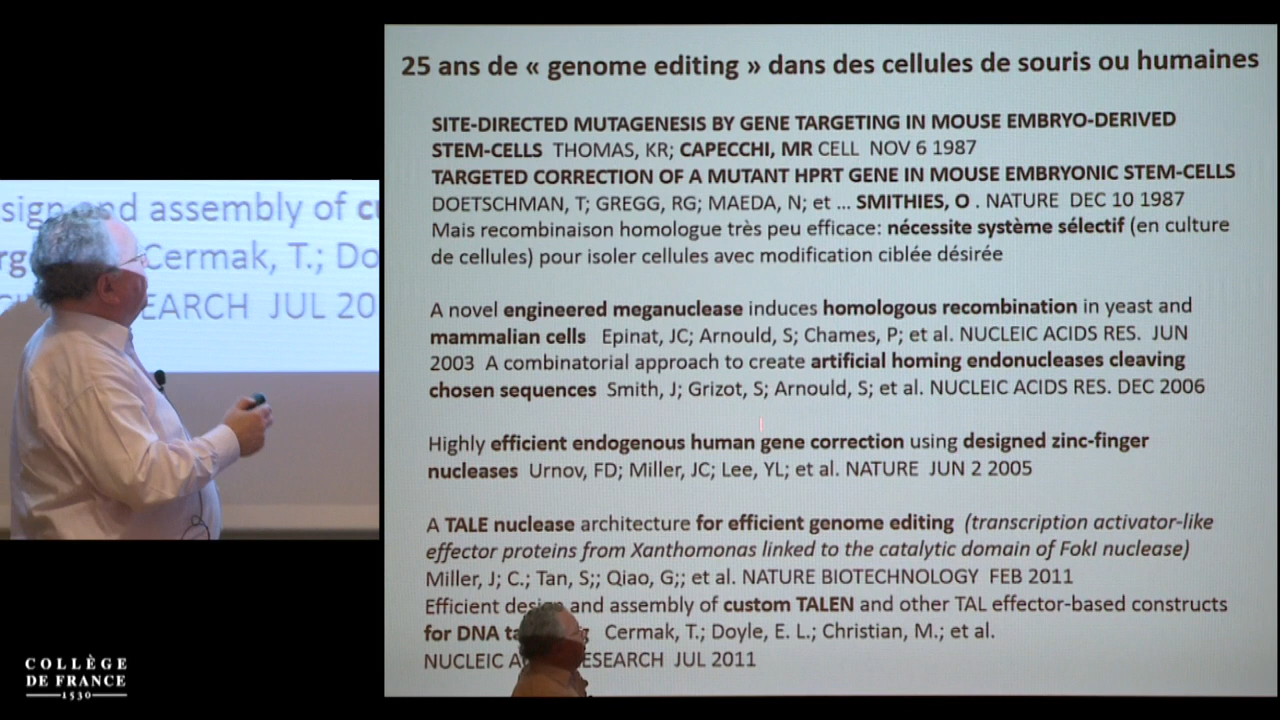 25 ans de « genome editing » dans des cellules de souris ou humaines
SITE-DIRECTED MUTAGENESIS BY GENE TARGETING IN MOUSE EMBRYO-DERIVED
STEM-CELLS THOMAS, KR; CAPECCHI, MR CELL NOV 6 1987
TARGETED CORRECTION OF A MUTANT HPRT GENE IN MOUSE EMBRYONIC STEM-CELLS
DOETSCHMAN, T; GREGG, RG; MAEDA, N; et ... SMITHIES, O . NATURE DEC 10 1987
Mais recombinaison homologue très peu efficace: nécessite système sélectif (en culture
de cellules) pour isoler cellules avec modification ciblée désirée
A novel engineered meganuclease induces homologous recombination in yeast and
mammalian cells Epinat, JC; Arnould, S; Chames, P; et al. NUCLEIC ACIDS RES. JUN
2003 A combinatorial approach to create artificial homing endonucleases cleaving
chosen sequences Smith, J; Grizot, S; Arnould, S; et al. NUCLEIC ACIDS RES. DEC 2006
Highly efficient endogenous human gene correction using designed zinc-finger
nucleases Urnov, FD; Miller, JC; Lee, YL; et al. NATURE JUN 2 2005
A TALE nuclease architecture for efficient genome editing (transcription activator-like
effector proteins from Xanthomonas linked to the catalytic domain of FokI nuclease)
Miller, J; C.; Tan, S;; Qiao, G;; et al. NATURE BIOTECHNOLOGY FEB 2011
Efficient and assembly of custom TALEN and other TAL effector-based constructs
for DNA Cermak, T.; Doyle, E. L.; Christian, M.; et al.
NUCLEIC ESEARCH JUL 2011
sign and assembly of
Cermak, T.; Do
EARCH JUL 20
COLLÈGE
DE FRANCE
1530